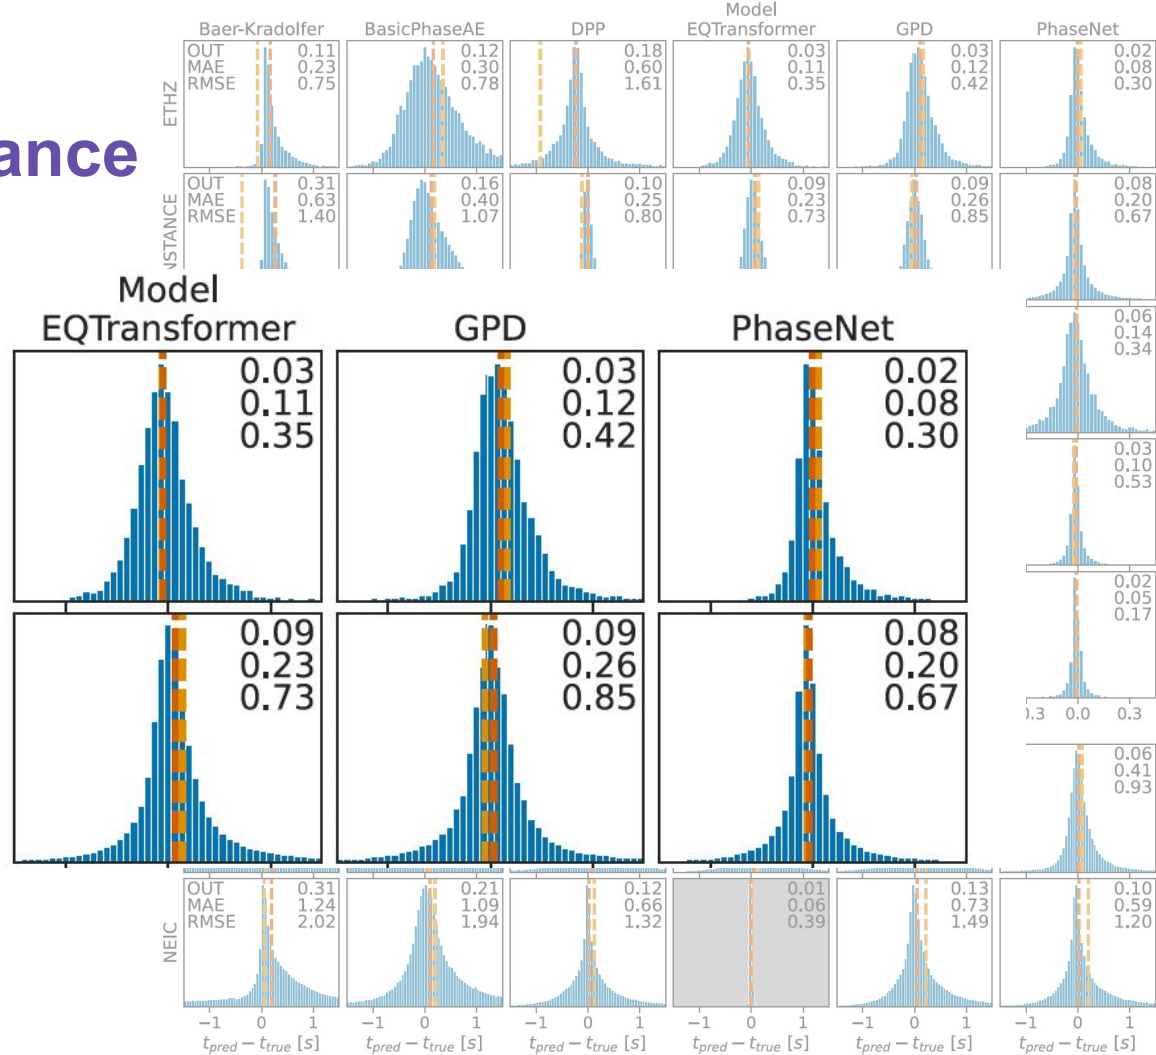 Model
Baer-Kradolfer BasicPhaseAE DPP EQTransformer GPD PhaseNet
ance
ETHZ
OUT 0.11 0.12 0.18 0.03 0.03 0.02
MAE 0.23 0.30 0.60 0.11 0.12 0.08
RMSE 0.75 0.78 1.61 0.35 0.42 0.30
NSTANCE
OUT 0.31 0.16 0.10 0.09 0.09 0.08
MAE 0.63 0.40 0.25 0.23 0.26 0.20
RMSE 1.40 1.07 0.80 0.73 0.85 0.67
Model
EQTransformer GPD PhaseNet
0.03 0.03 0.02
0.11 0.12 0.08
0.35 0.42 0.30
0.09 0.09 0.08
0.23 0.26 0.20
0.73 0.85 0.67
0.06
0.14
0.34
0.03
0.10
0.53
0.02
0.05
0.17
0.3 0.0 0.3
0.06
0.41
0.93
NEIC
OUT 0.31 0.21 0.12 0.01 0.13 0.10
MAE 1.24 1.09 0.66 0.06 0.73 0.59
RMSE 2.02 1.94 1.32 0.39 1.49 1.20
−1 0 1 −1 0 1 −1 0 1 −1 0 1 −1 0 1 −1 0 1
t_pred − t_true [s] t_pred − t_true [s] t_pred − t_true [s] t_pred − t_true [s] t_pred − t_true [s] t_pred − t_true [s]